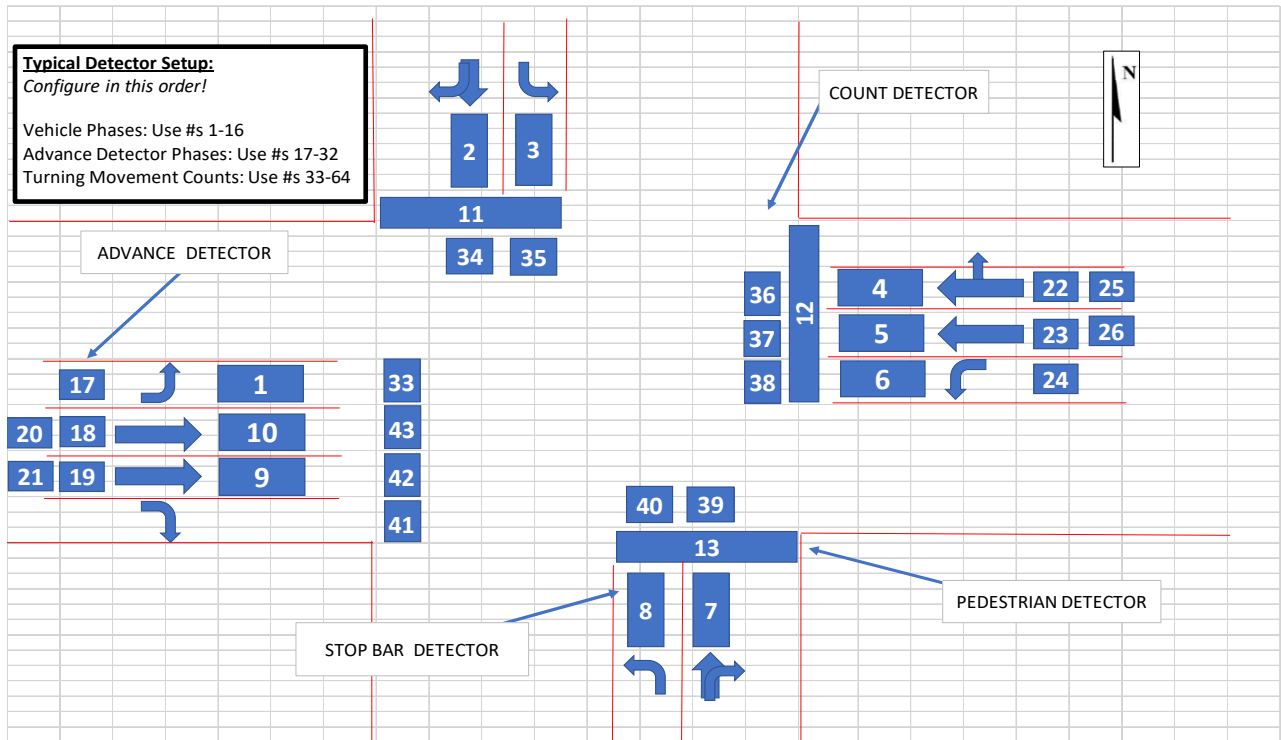 Typical Detector Setup:
Configure in this order!
Vehicle Phases: Use #s 1-16
Advance Detector Phases: Use #s 17-32
Turning Movement Counts: Use #s 33-64
N
COUNT DETECTOR
2 3
11
34 35
ADVANCE DETECTOR
36 12 4 22 25
37 5 23 26
38 6 24
17 1 33
20 18 10 43
21 19 9 42
41
40 39
13
8 7
PEDESTRIAN DETECTOR
STOP BAR DETECTOR